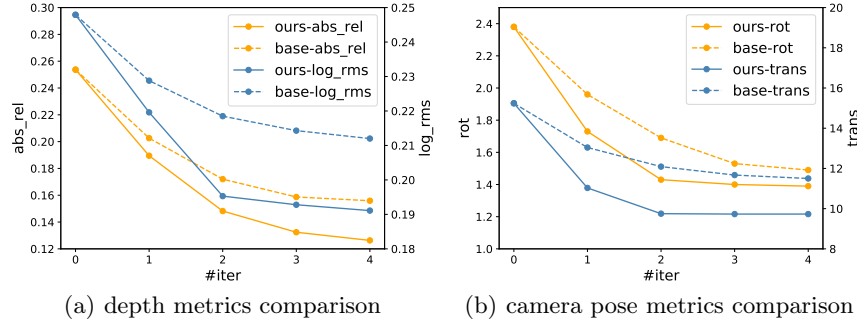 0.30
0.28
0.26
0.24
0.22
0.20
0.18
0.16
0.14
0.12
abs_rel
0.25
0.24
0.23
0.22
0.21
0.20
0.19
0.18
log_rms
ours-abs_rel
base-abs_rel
ours-log_rms
base-log_rms
0 1 2 3 4
#iter
(a) depth metrics comparison
2.4
2.2
2.0
1.8
1.6
1.4
1.2
1.0
rot
20
18
16
14
12
10
8
trans
ours-rot
base-rot
ours-trans
base-trans
0 1 2 3 4
#iter
(b) camera pose metrics comparison